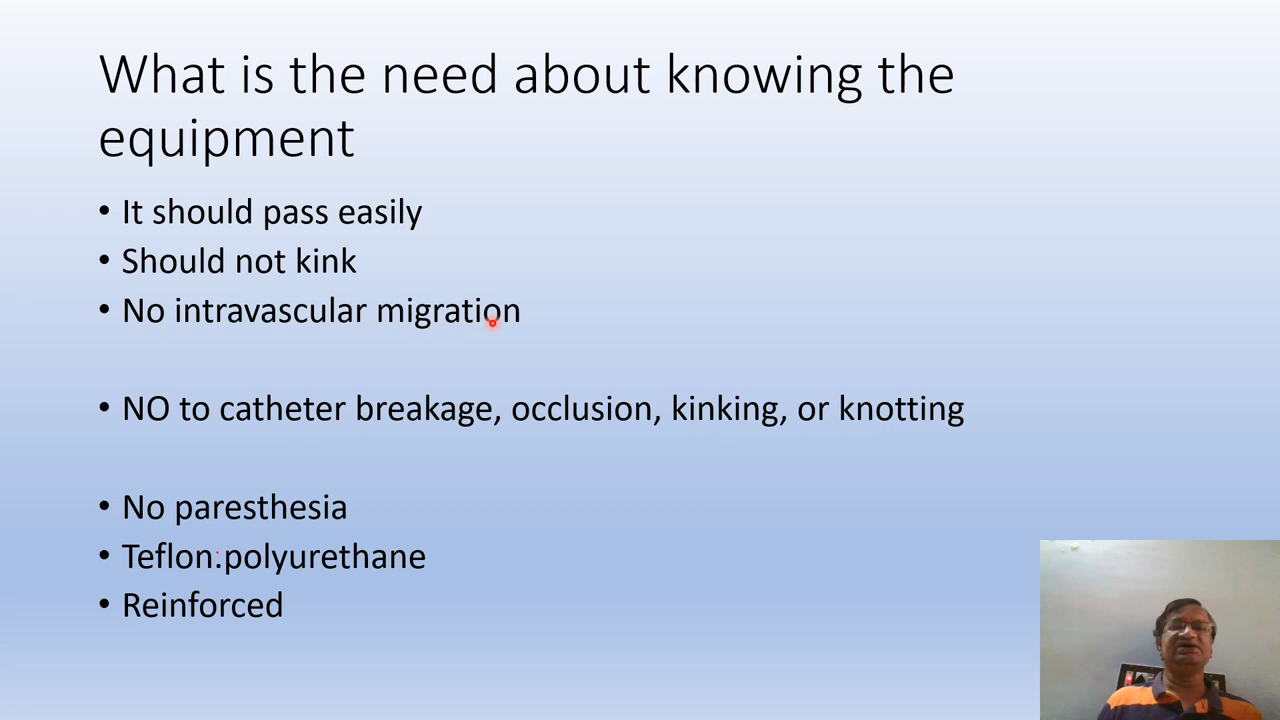 What is the need about knowing the
equipment
• It should pass easily
• Should not kink
• No intravascular migration
• NO to catheter breakage, occlusion, kinking, or knotting
• No paresthesia
• Teflon.polyurethane
• Reinforced